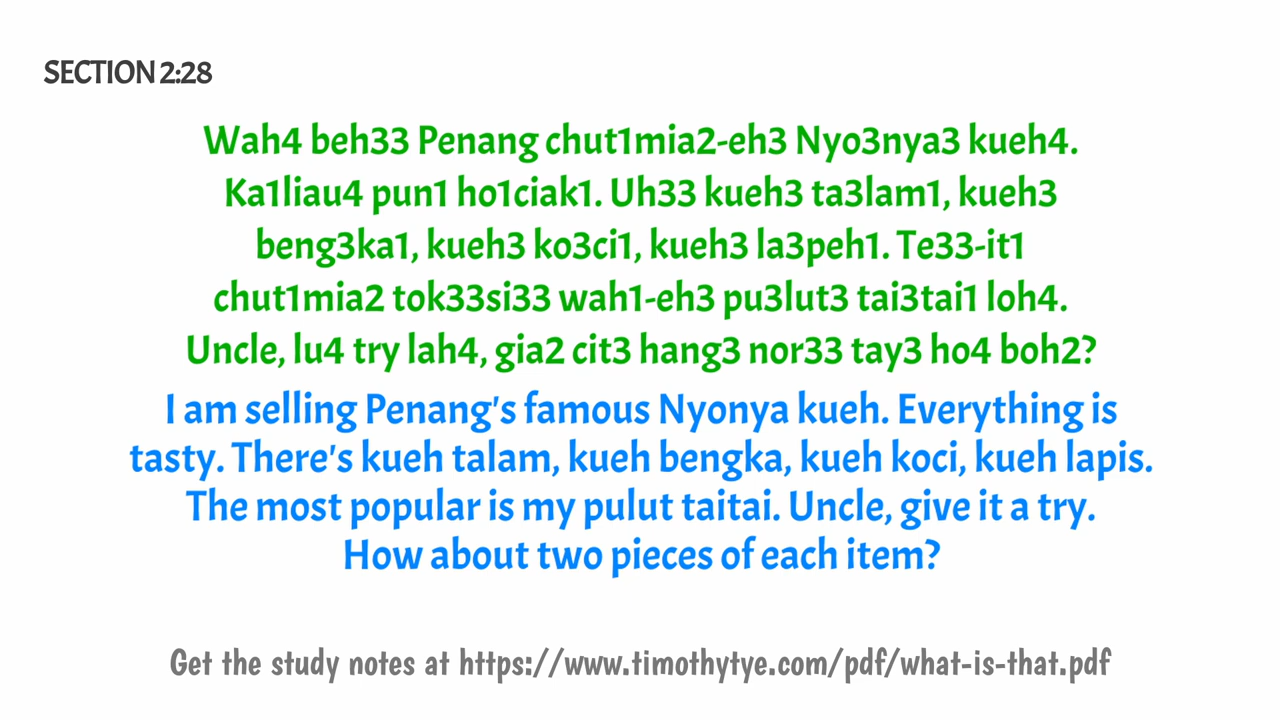 SECTION 2:28
Wah4 beh33 Penang chut1mia2-eh3 Nyo3nya3 kueh4.
Ka1liau4 pun1 ho1ciak1. Uh33 kueh3 ta3lam1, kueh3
beng3ka1, kueh3 ko3ci1, kueh3 la3peh1. Te33-it1
chut1mia2 tok33si33 wah1-eh3 pu3lut3 tai3tai1 loh4.
Uncle, lu4 try lah4, gia2 cit3 hang3 nor33 tay3 ho4 boh2?
I am selling Penang's famous Nyonya kueh. Everything is
tasty. There's kueh talam, kueh bengka, kueh koci, kueh lapis.
The most popular is my pulut taitai. Uncle, give it a try.
How about two pieces of each item?
Get the study notes at https://www.timothytye.com/pdf/what-is-that.pdf